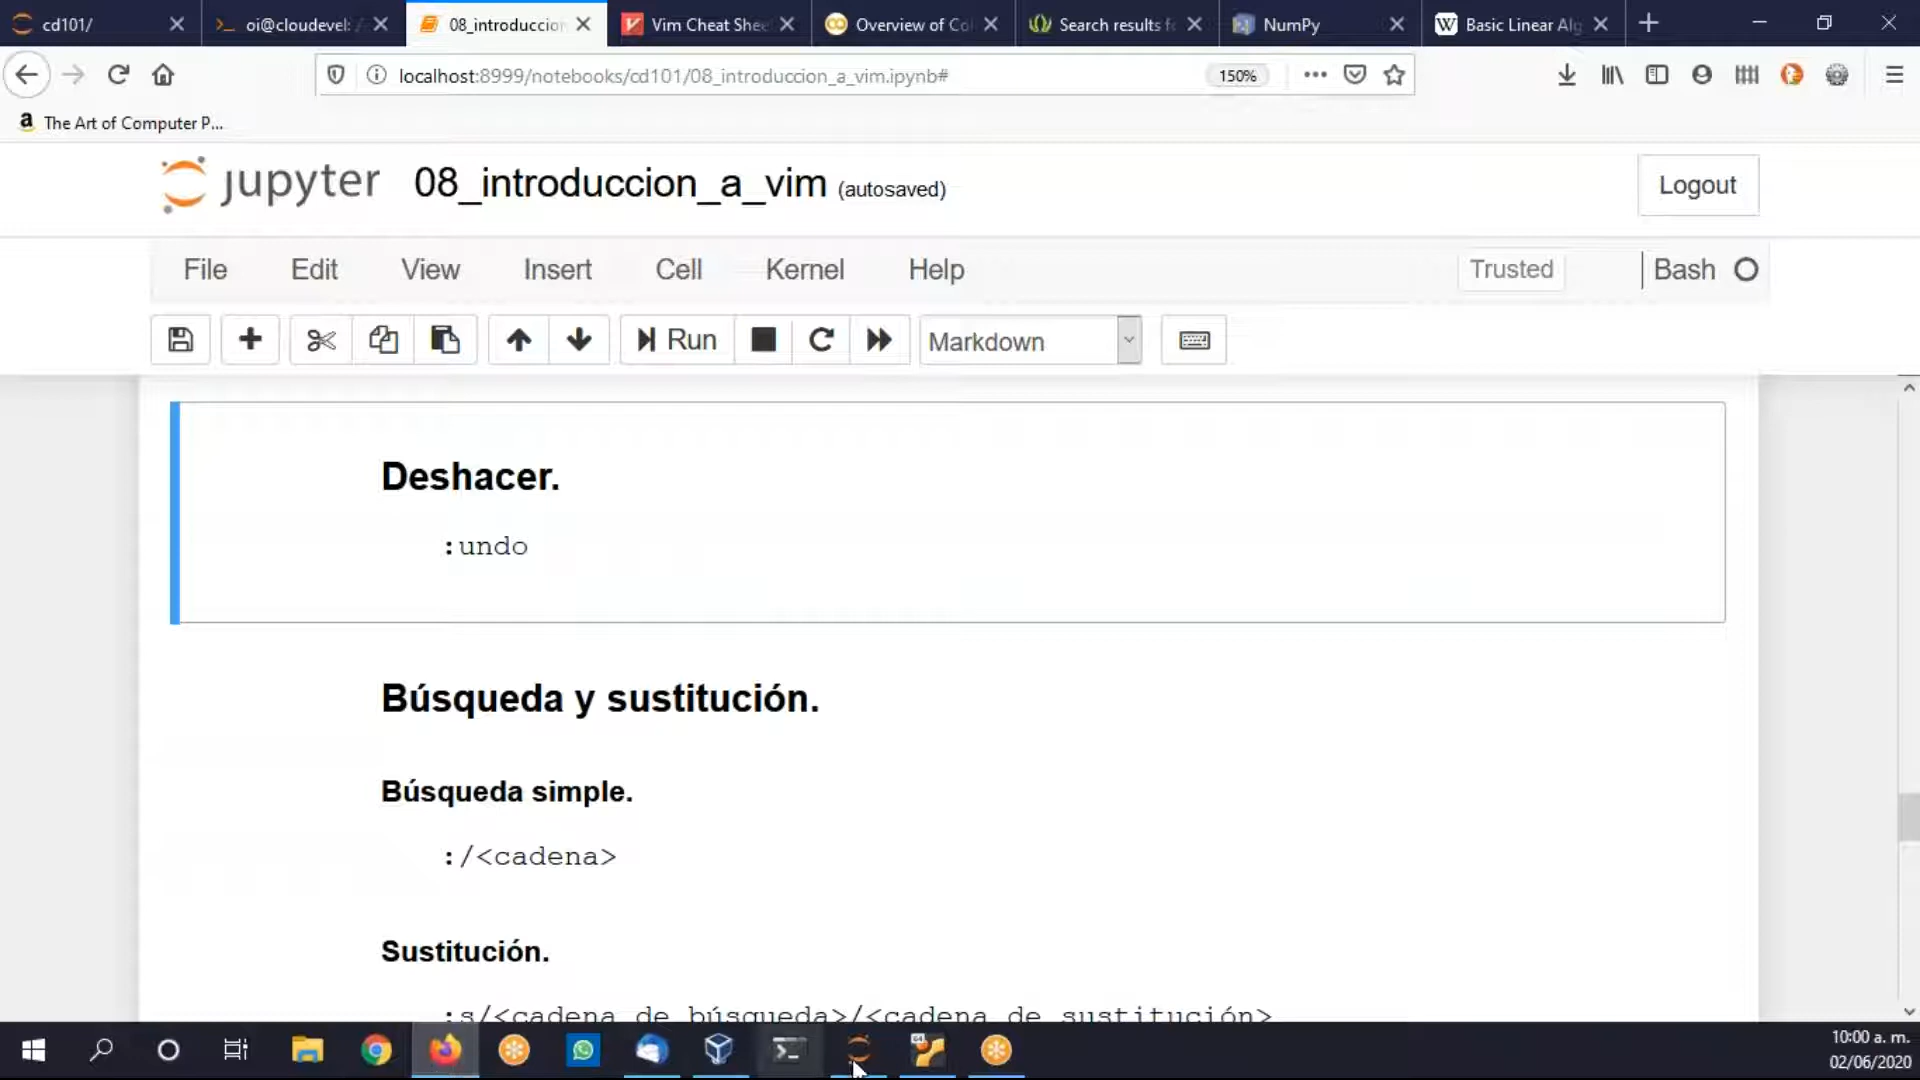 cd101/
oi@cloudevel:
08_introduccion
Vim Cheat Shee
Overview of Co
Search results fo
NumPy
Basic Linear Alg
localhost:8999/notebooks/cd101/08_introduccion_a_vim.ipynb#
150%
a The Art of Computer P...
jupyter 08_introduccion_a_vim (autosaved)
Logout
File Edit View Insert Cell Kernel Help
Trusted
Bash
Run
Markdown
Deshacer.
:undo
Búsqueda y sustitución.
Búsqueda simple.
:/<cadena>
Sustitución.
:s/<cadena de búsqueda>/<cadena de sustitución>
10:00 a. m.
02/06/2020